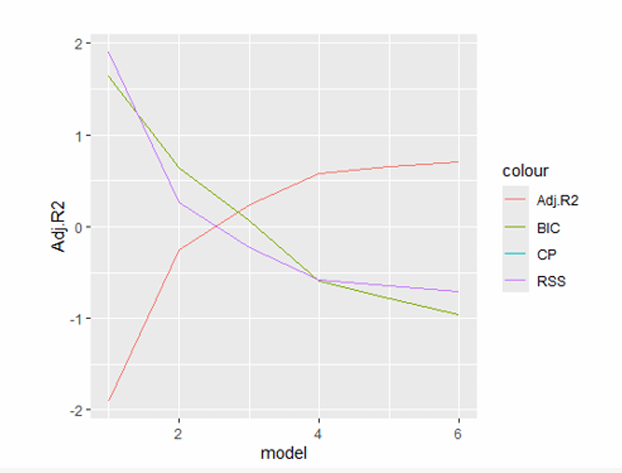 2
1
0
-1
-2
Adj.R2
2
4
6
model
colour
Adj.R2
BIC
CP
RSS